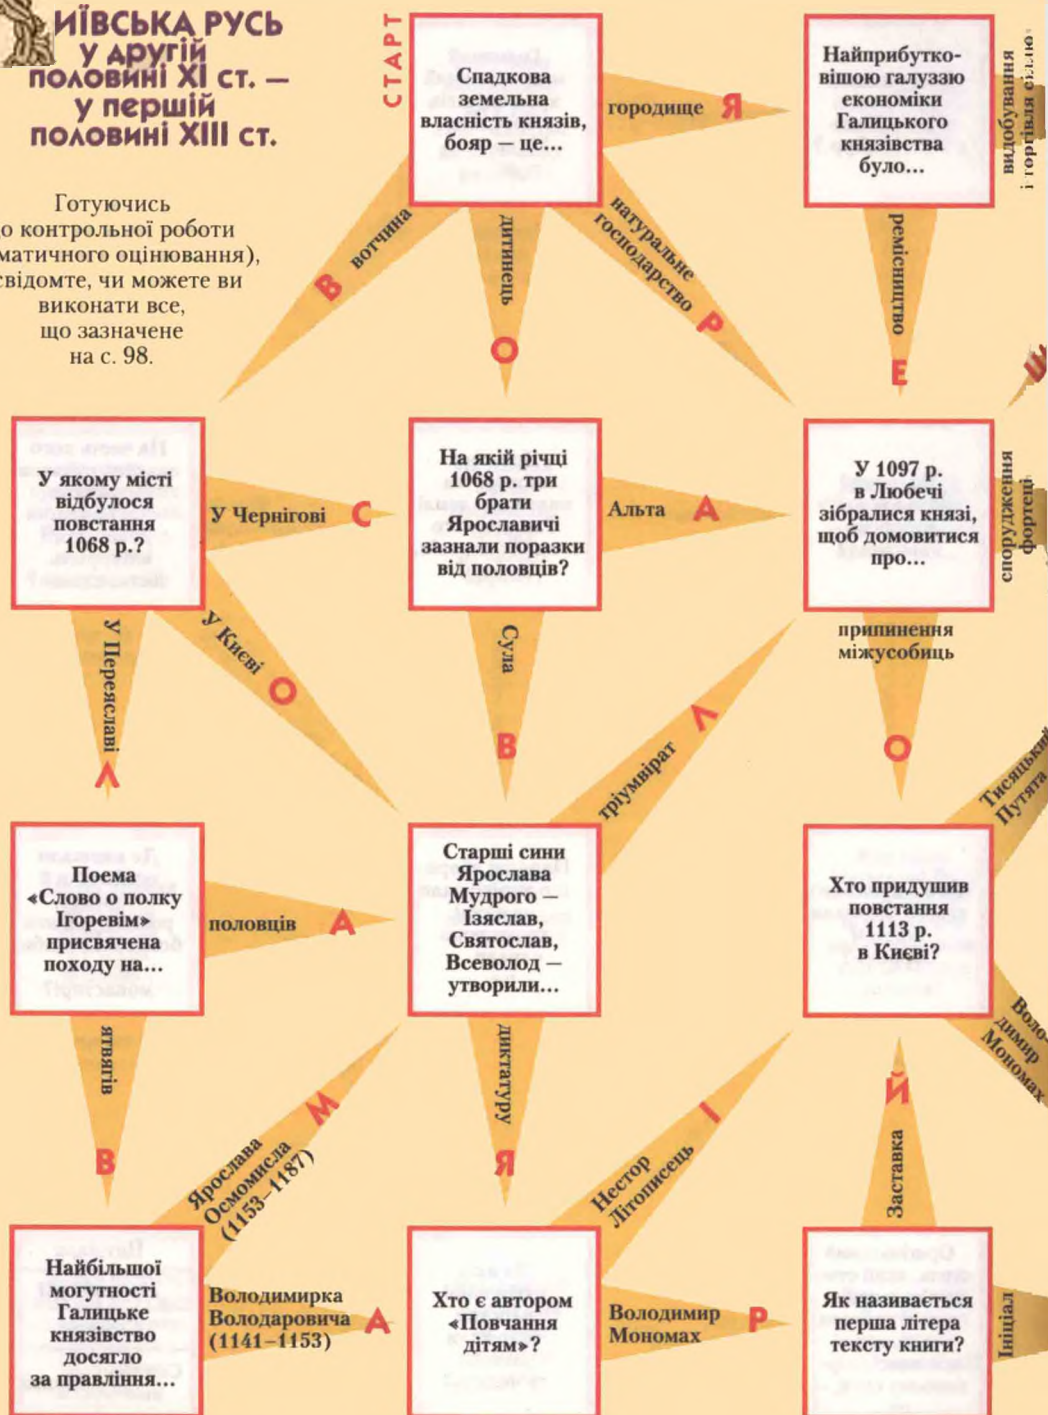 ИЇВСЬКА РУСЬ
у другій
половині XI ст. —
у першій
половині XIII ст.
Готуючись
о контрольної роботи
матичного оцінювання),
свідомте, чи можете ви
виконати все,
що зазначене
на с. 98.
СТАРТ
Спадкова
земельна
власність князів,
бояр — це...
городище Я
Найприбутко-
вішою галуззю
економіки
Галицького
князівства
було...
видобування
і торгівля сіллю
вотчина В
дитинець О
натуральне
господарство Р
ремісництво Е
У якому місті
відбулося
повстання
1068 р.?
У Чернігові С
На якій річці
1068 р. три
брати
Ярославичі
зазнали поразки
від половців?
Альта А
У 1097 р.
в Любечі
зібралися князі,
щоб домовитися
про...
спорудження
фортеці
У Переяславі Л
У Києві О
Сула В
тріумвірат Л
припинення
міжусобиць
О
Поема
«Слово о полку
Ігоревім»
присвячена
походу на...
половців А
Старші сини
Ярослава
Мудрого —
Ізяслав,
Святослав,
Всеволод —
утворили...
Хто придушив
повстання
1113 р.
в Києві?
Тисяцький
Путята
Воло-
димир
Мономах
ятвягів В
Ярослава
Осмомисла
(1153–1187)
М
диктатуру Я
Нестор
Літописець
І
Заставка Й
Найбільшої
могутності
Галицьке
князівство
досягло
за правління...
Володимирка
Володаровича
(1141–1153)
А
Хто є автором
«Повчання
дітям»?
Володимир
Мономах
Р
Як називається
перша літера
тексту книги?
Ініціал